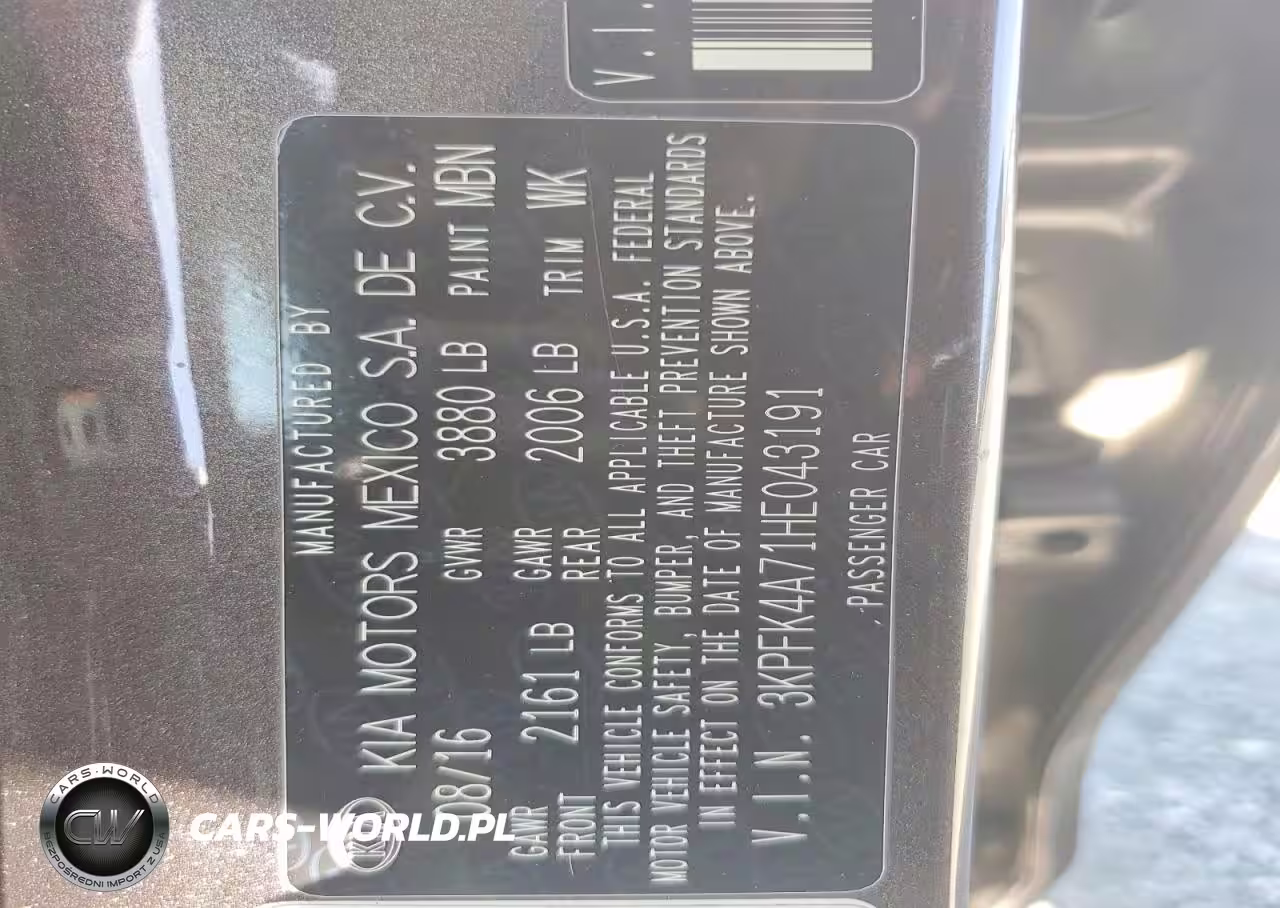 V.I.
MANUFACTURED BY
KIA MOTORS MEXICO S.A. DE C.V.
08/16 GVWR 3880 LB PAINT MBN
GAWR FRONT 2161 LB GAWR REAR 2006 LB TRIM WK
THIS VEHICLE CONFORMS TO ALL APPLICABLE U.S.A. FEDERAL
MOTOR VEHICLE SAFETY, BUMPER, AND THEFT PREVENTION STANDARDS
IN EFFECT ON THE DATE OF MANUFACTURE SHOWN ABOVE.
V.I.N. 3KPFK4A71HE043191
PASSENGER CAR
CARS-WORLD
CW
BEZPOŚREDNI IMPORT Z USA
CARS-WORLD.PL